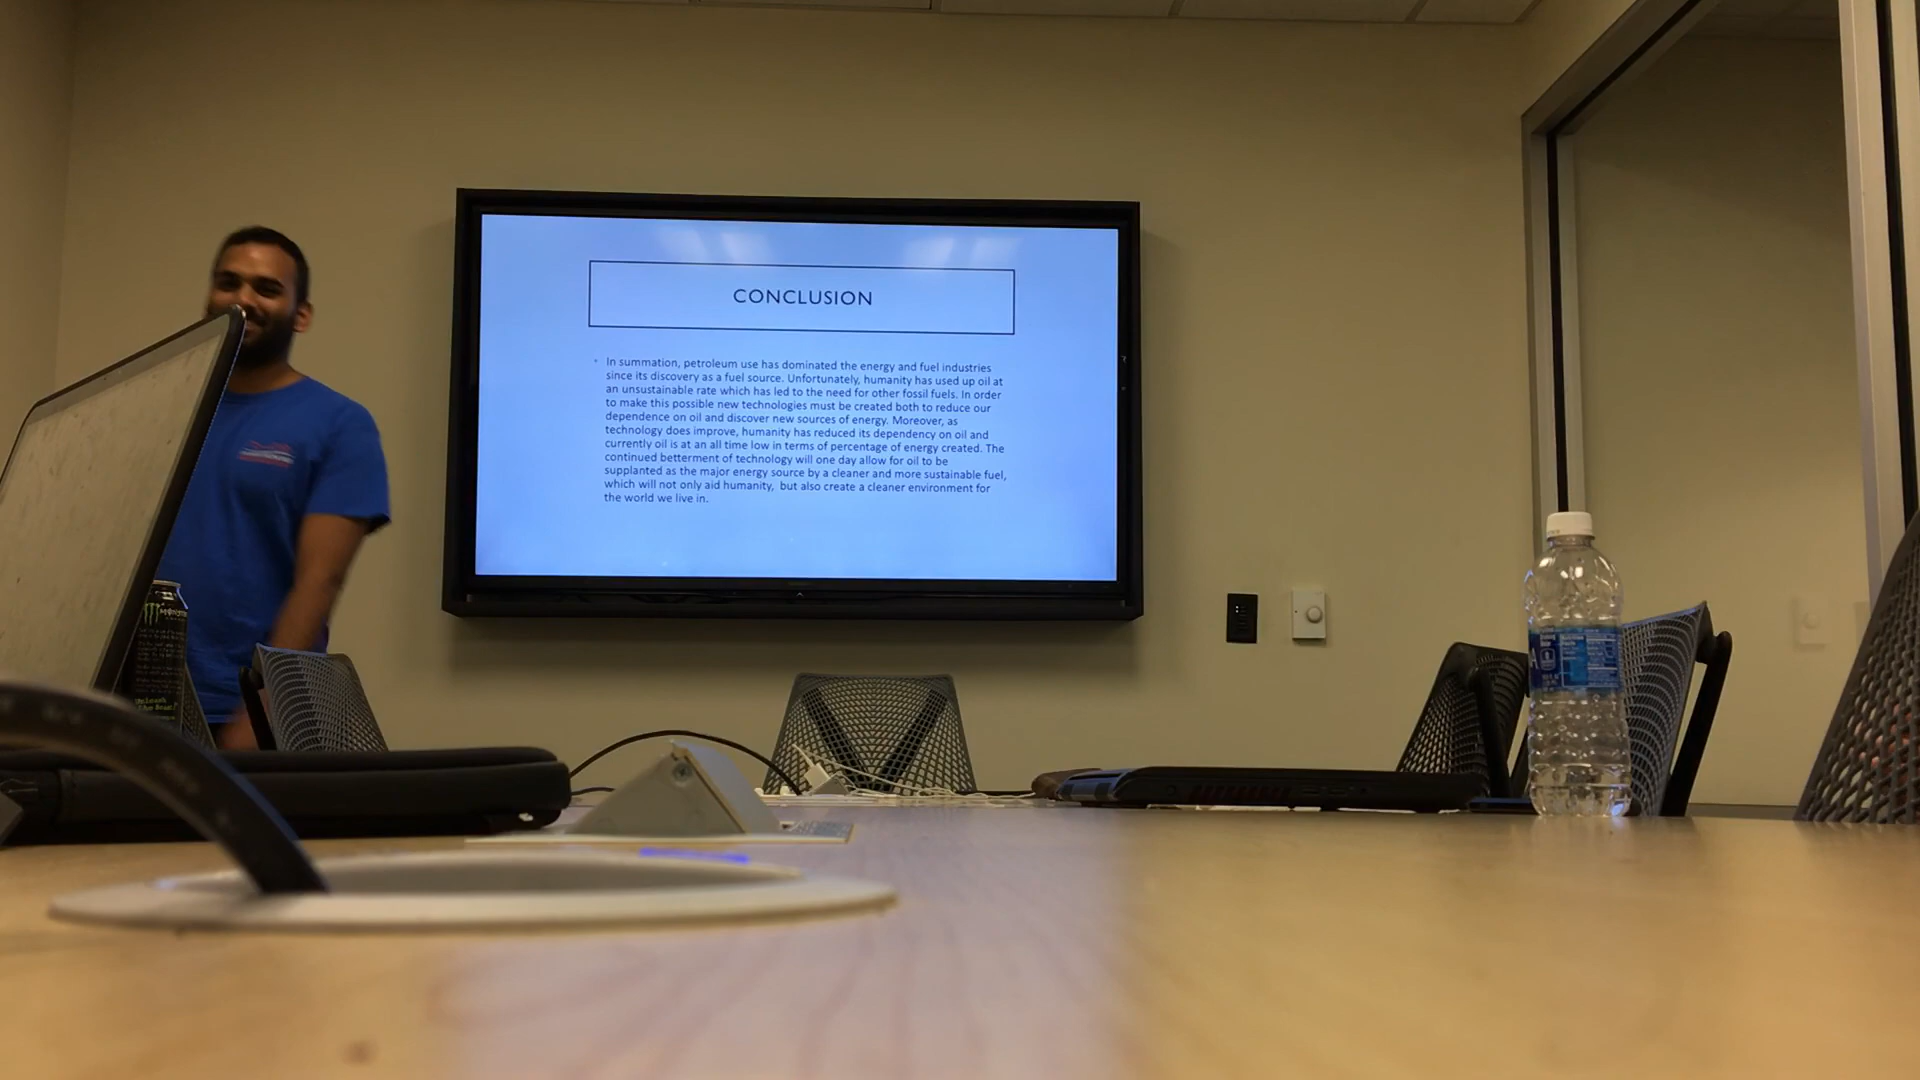 CONCLUSION
• In summation, petroleum use has dominated the energy and fuel industries
since its discovery as a fuel source. Unfortunately, humanity has used up oil at
an unsustainable rate which has led to the need for other fossil fuels. In order
to make this possible new technologies must be created both to reduce our
dependence on oil and discover new sources of energy. Moreover, as
technology does improve, humanity has reduced its dependency on oil and
currently oil is at an all time low in terms of percentage of energy created. The
continued betterment of technology will one day allow for oil to be
supplanted as the major energy source by a cleaner and more sustainable fuel,
which will not only aid humanity, but also create a cleaner environment for
the world we live in.
MONSTER